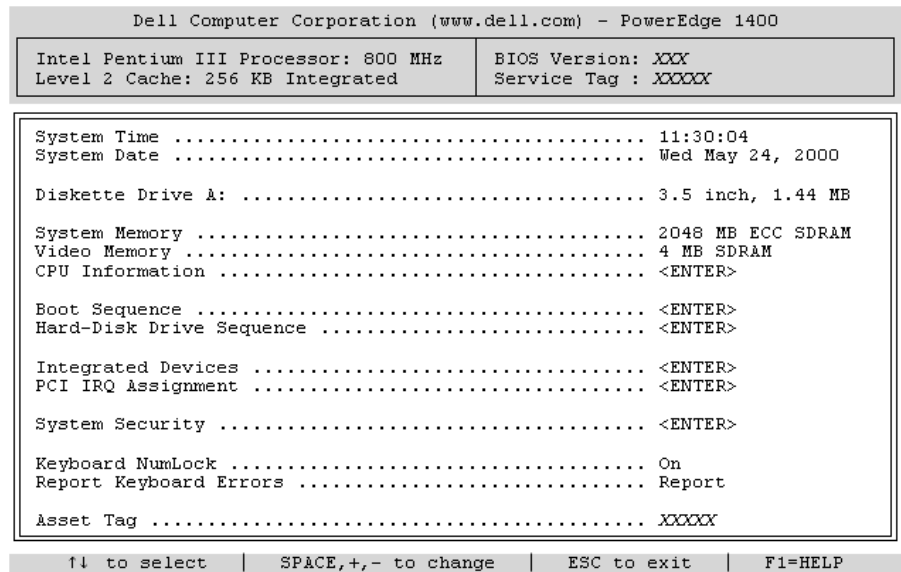 Dell Computer Corporation (www.dell.com) - PowerEdge 1400
Intel Pentium III Processor: 800 MHz
Level 2 Cache: 256 KB Integrated
BIOS Version: XXX
Service Tag : XXXXX
System Time .......................................... 11:30:04
System Date .......................................... Wed May 24, 2000
Diskette Drive A: .................................... 3.5 inch, 1.44 MB
System Memory ........................................ 2048 MB ECC SDRAM
Video Memory ......................................... 4 MB SDRAM
CPU Information ...................................... <ENTER>
Boot Sequence ........................................ <ENTER>
Hard-Disk Drive Sequence ............................. <ENTER>
Integrated Devices ................................... <ENTER>
PCI IRQ Assignment ................................... <ENTER>
System Security ...................................... <ENTER>
Keyboard NumLock ..................................... On
Report Keyboard Errors ............................... Report
Asset Tag ............................................ XXXXX
↑↓ to select | SPACE,+,- to change | ESC to exit | F1=HELP